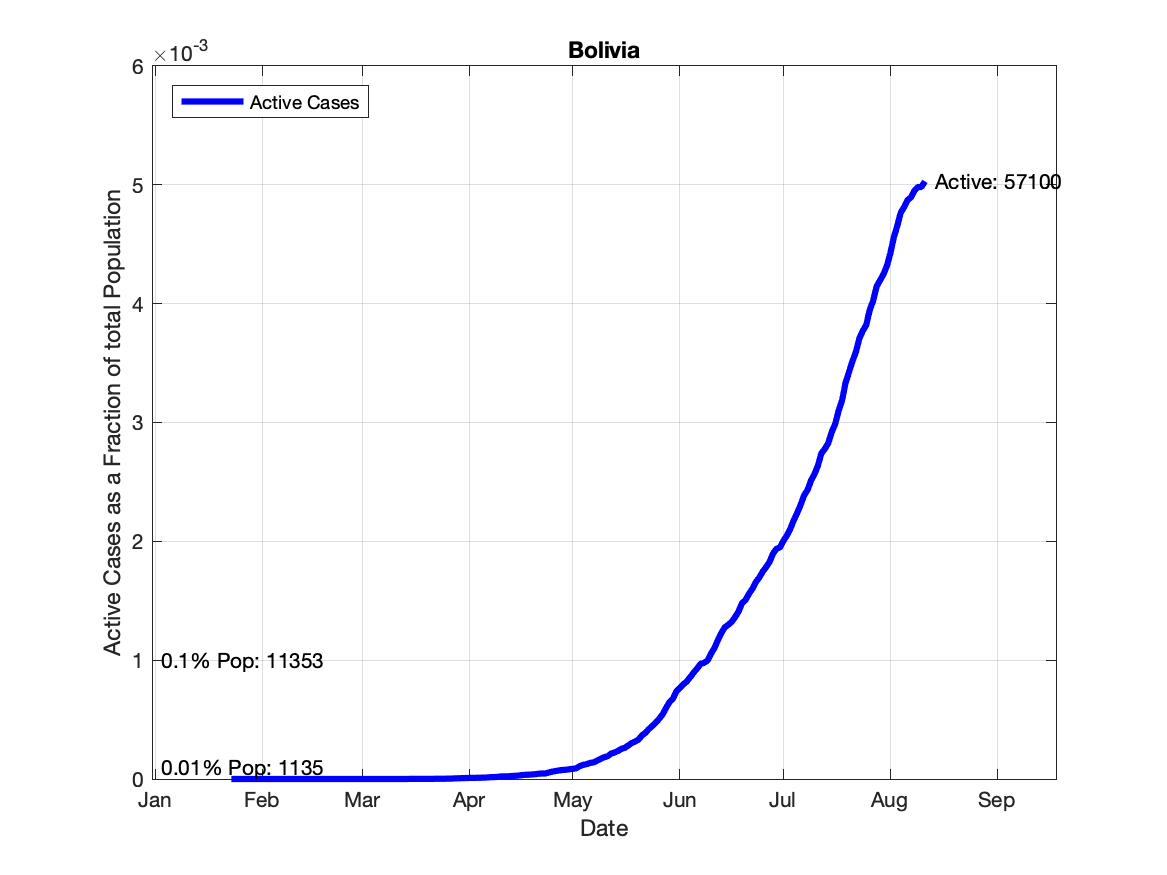 Bolivia
×10-3
6
5
4
3
2
1
0
Active Cases
Active: 57100
0.1% Pop: 11353
0.01% Pop: 1135
Active Cases as a Fraction of total Population
Jan Feb Mar Apr May Jun Jul Aug Sep
Date